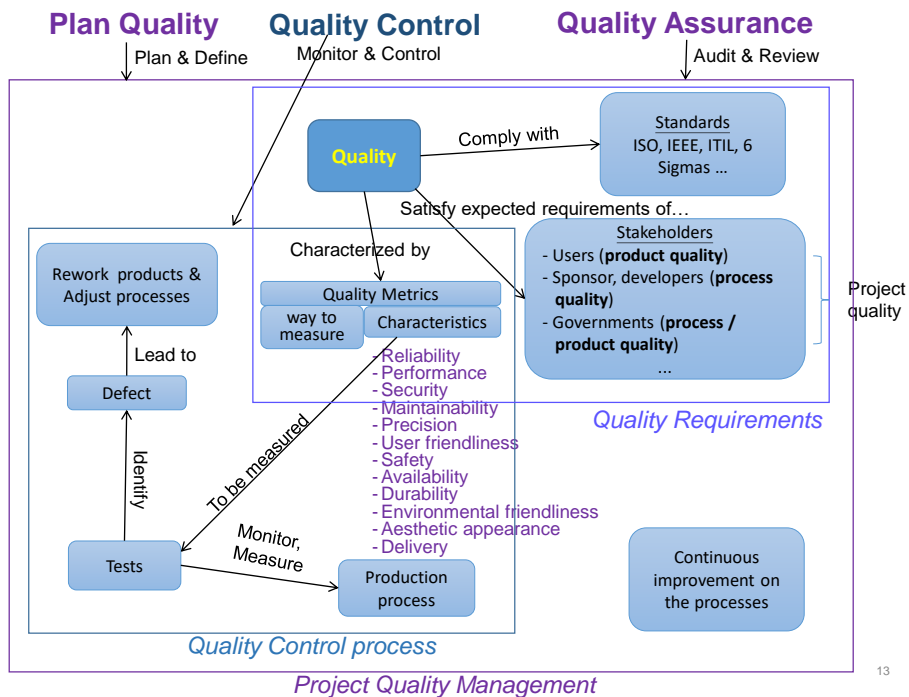 Plan Quality
Quality Control
Quality Assurance
Plan & Define
Monitor & Control
Audit & Review
Quality
Comply with
Standards
ISO, IEEE, ITIL, 6
Sigmas ...
Satisfy expected requirements of…
Stakeholders
- Users (product quality)
- Sponsor, developers (process
quality)
- Governments (process /
product quality)
...
Project
quality
Characterized by
Quality Metrics
way to
measure
Characteristics
- Reliability
- Performance
- Security
- Maintainability
- Precision
- User friendliness
- Safety
- Availability
- Durability
- Environmental friendliness
- Aesthetic appearance
- Delivery
Quality Requirements
Rework products &
Adjust processes
Lead to
Defect
Identify
To be measured
Tests
Monitor,
Measure
Production
process
Continuous
improvement on
the processes
Quality Control process
Project Quality Management
13